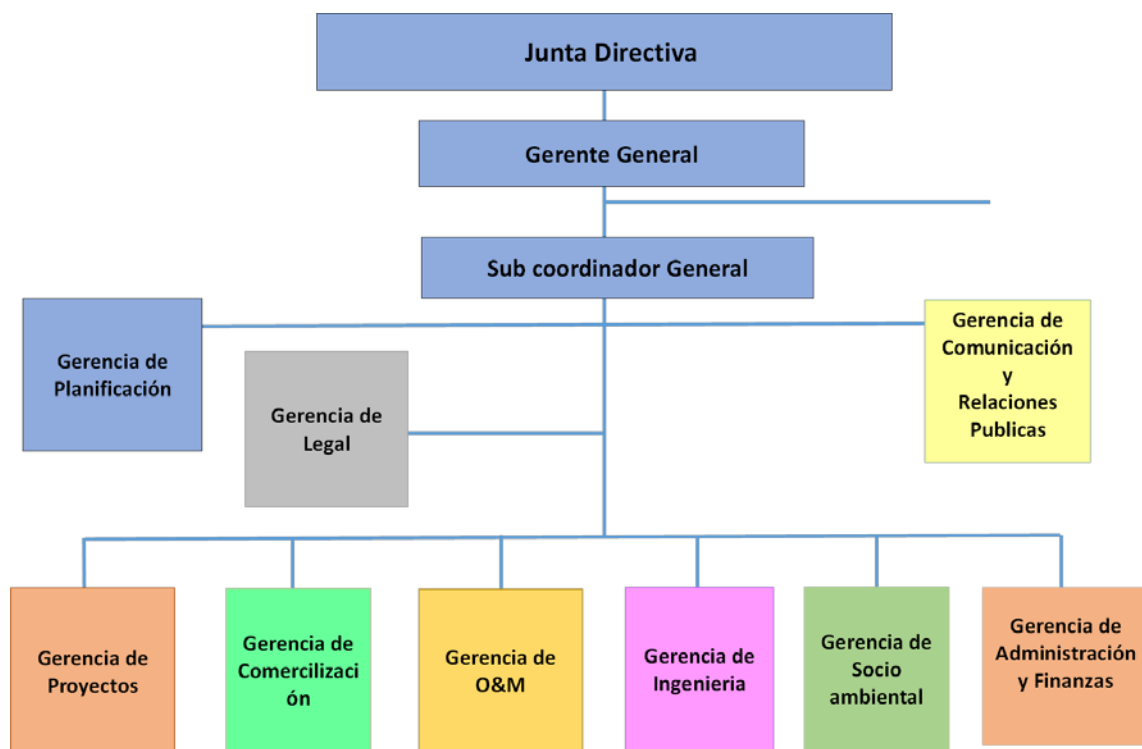 Junta Directiva
Gerente General
Sub coordinador General
Gerencia de
Planificación
Gerencia de
Comunicación
y
Relaciones
Publicas
Gerencia de
Legal
Gerencia de
Proyectos
Gerencia de
Comercilizaci
ón
Gerencia de
O&M
Gerencia de
Ingenieria
Gerencia de
Socio
ambiental
Gerencia de
Administración
y Finanzas